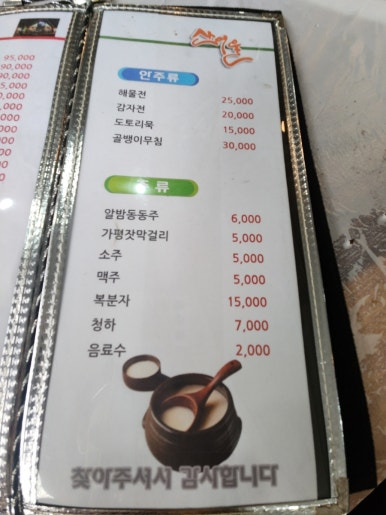 안주류
해물전 25,000
감자전 20,000
도토리묵 15,000
골뱅이무침 30,000
주류
알밤동동주 6,000
가평잣막걸리 5,000
소주 5,000
맥주 5,000
복분자 15,000
청하 7,000
음료수 2,000
찾아주셔서 감사합니다
95,000